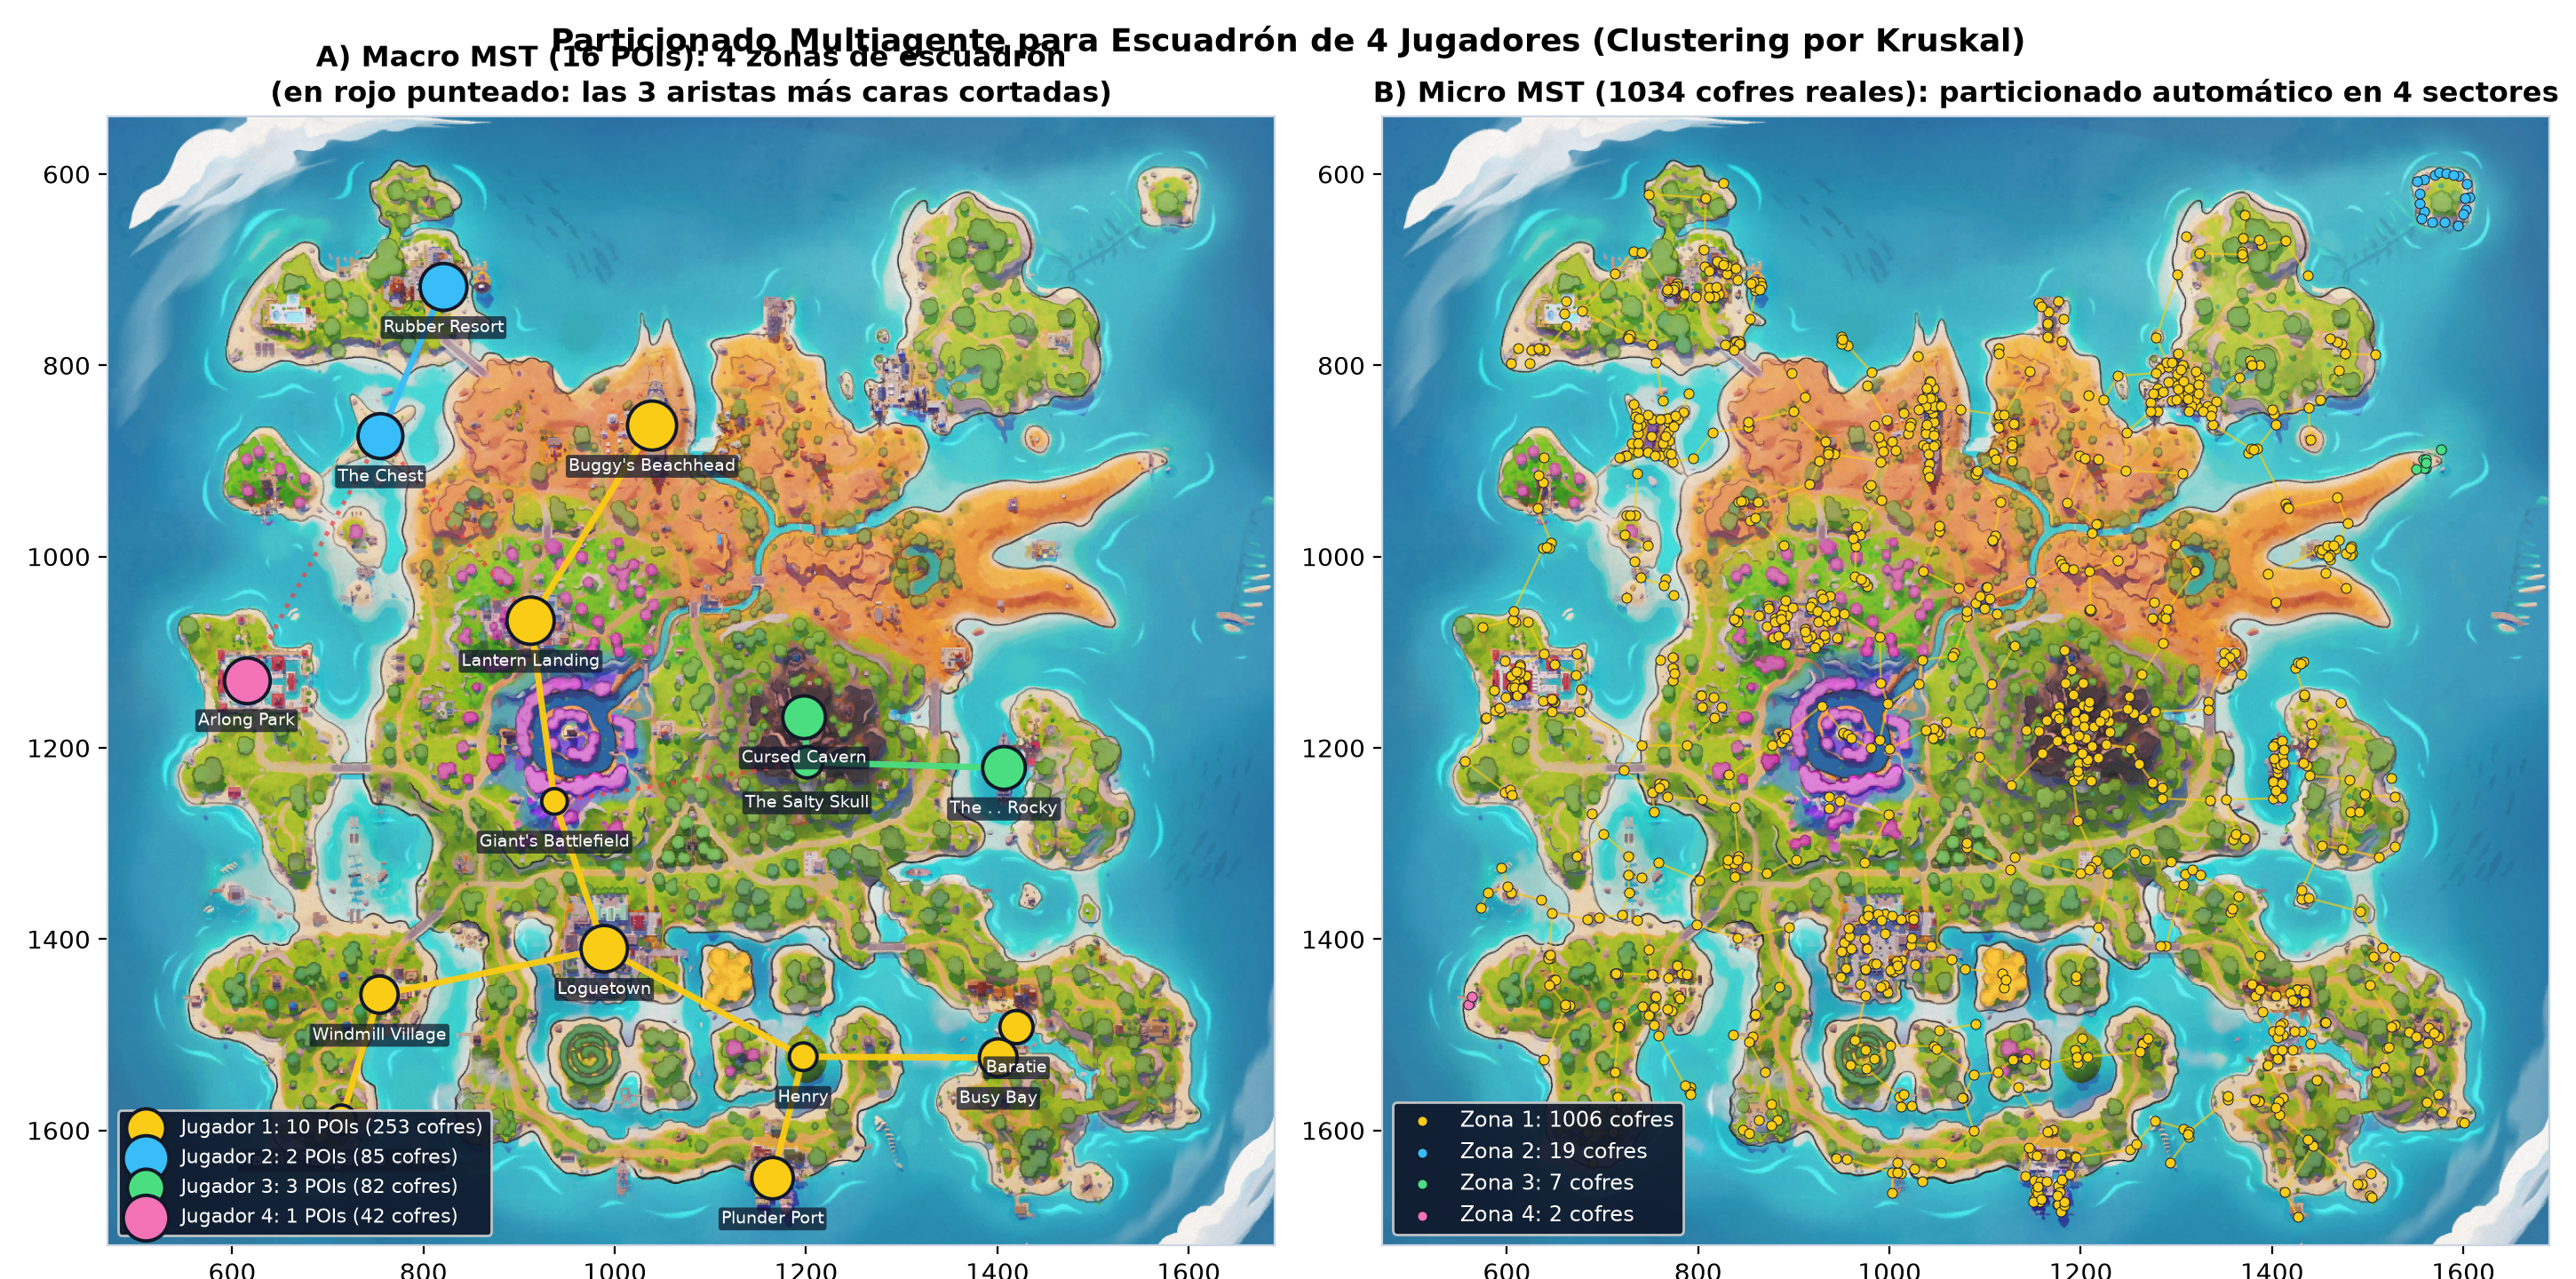 Particionado Multiagente para Escuadrón de 4 Jugadores (Clustering por Kruskal)
A) Macro MST (16 POIs): 4 zonas de escuadrón
(en rojo punteado: las 3 aristas más caras cortadas)
600
800
1000
1200
1400
1600
Rubber Resort
The Chest
Buggy's Beachhead
Lantern Landing
Arlong Park
Cursed Cavern
The Salty Skull
The . . Rocky
Giant's Battlefield
Loguetown
Windmill Village
Baratie
Henry
Busy Bay
Plunder Port
Jugador 1: 10 POIs (253 cofres)
Jugador 2: 2 POIs (85 cofres)
Jugador 3: 3 POIs (82 cofres)
Jugador 4: 1 POIs (42 cofres)
600
800
1000
1200
1400
1600
B) Micro MST (1034 cofres reales): particionado automático en 4 sectores
600
800
1000
1200
1400
1600
Zona 1: 1006 cofres
Zona 2: 19 cofres
Zona 3: 7 cofres
Zona 4: 2 cofres
600
800
1000
1200
1400
1600